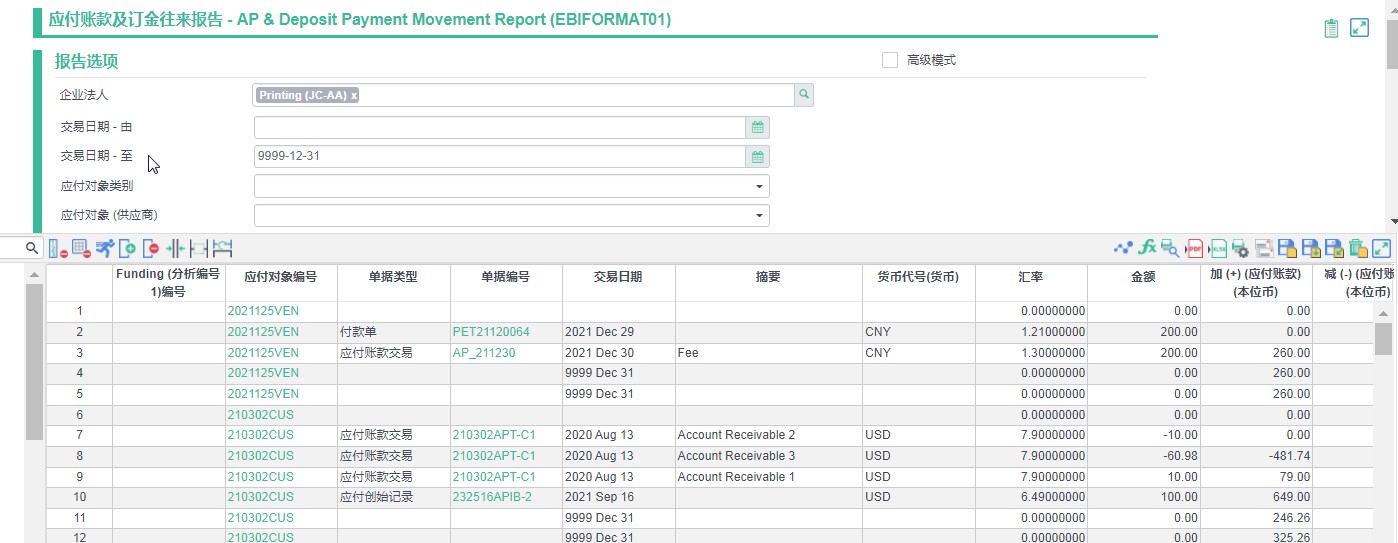 应付账款及订金往来报告 - AP & Deposit Payment Movement Report (EBIFORMAT01)
报告选项
高级模式
企业法人 Printing (JC-AA) x
交易日期 - 由
交易日期 - 至 9999-12-31
应付对象类别
应付对象 (供应商)
Funding (分析编号1)编号 应付对象编号 单据类型 单据编号 交易日期 摘要 货币代号(货币) 汇率 金额 加 (+) (应付账款) (本位币) 减 (-) (应付账 (本位币)
1 2021125VEN 0.00000000 0.00 0.00
2 2021125VEN 付款单 PET21120064 2021 Dec 29 CNY 1.21000000 200.00 0.00
3 2021125VEN 应付账款交易 AP_211230 2021 Dec 30 Fee CNY 1.30000000 200.00 260.00
4 2021125VEN 9999 Dec 31 0.00000000 0.00 260.00
5 2021125VEN 9999 Dec 31 0.00000000 0.00 260.00
6 210302CUS 0.00000000 0.00 0.00
7 210302CUS 应付账款交易 210302APT-C1 2020 Aug 13 Account Receivable 2 USD 7.90000000 -10.00 0.00
8 210302CUS 应付账款交易 210302APT-C1 2020 Aug 13 Account Receivable 3 USD 7.90000000 -60.98 -481.74
9 210302CUS 应付账款交易 210302APT-C1 2020 Aug 13 Account Receivable 1 USD 7.90000000 10.00 79.00
10 210302CUS 应付创始记录 232516APIB-2 2021 Sep 16 USD 6.49000000 100.00 649.00
11 210302CUS 9999 Dec 31 0.00000000 0.00 246.26
12 210302CUS 9999 Dec 31 0.00000000 0.00 325.26